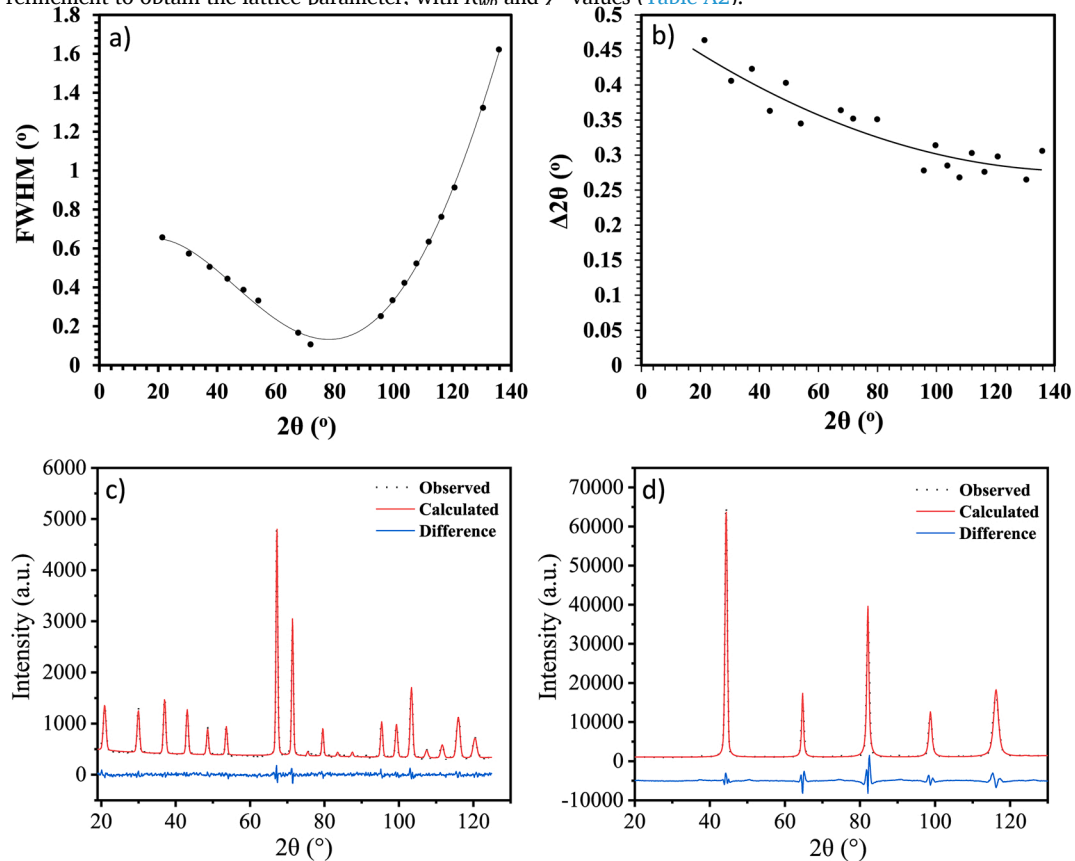 refinement to obtain the lattice parameter, with Rwp and χ² values (Table A2).
a)
1.8
1.6
1.4
1.2
1
0.8
0.6
0.4
0.2
0
FWHM (º)
0 20 40 60 80 100 120 140
2θ (º)
b)
0.5
0.45
0.4
0.35
0.3
0.25
0.2
0.15
0.1
0.05
0
Δ2θ (º)
0 20 40 60 80 100 120 140
2θ (º)
c)
6000
5000
4000
3000
2000
1000
0
Intensity (a.u.)
Observed
Calculated
Difference
20 40 60 80 100 120
2θ (°)
d)
70000
60000
50000
40000
30000
20000
10000
0
-10000
Intensity (a.u.)
Observed
Calculated
Difference
20 40 60 80 100 120
2θ (°)